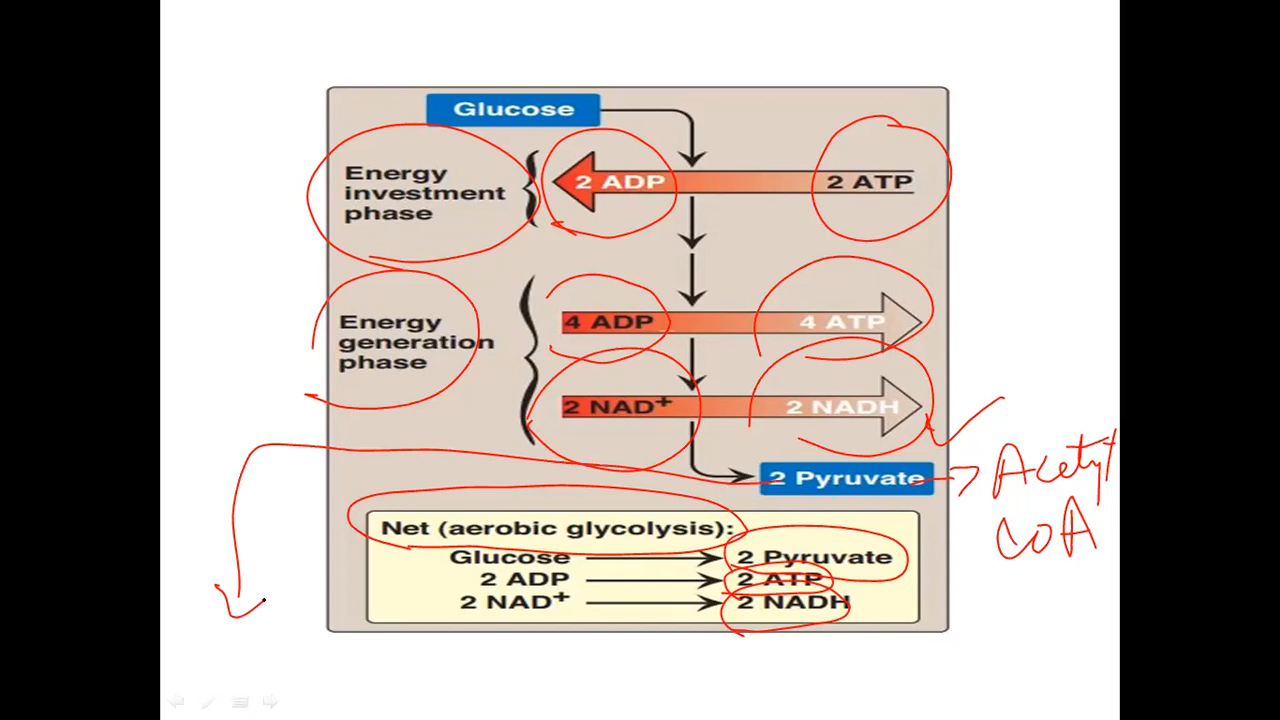 Glucose
Energy investment phase
2 ADP
2 ATP
Energy generation phase
4 ADP
4 ATP
2 NAD+
2 NADH
2 Pyruvate
Acetyl
COA
Net (aerobic glycolysis):
Glucose 2 Pyruvate
2 ADP 2 ATP
2 NAD+ 2 NADH